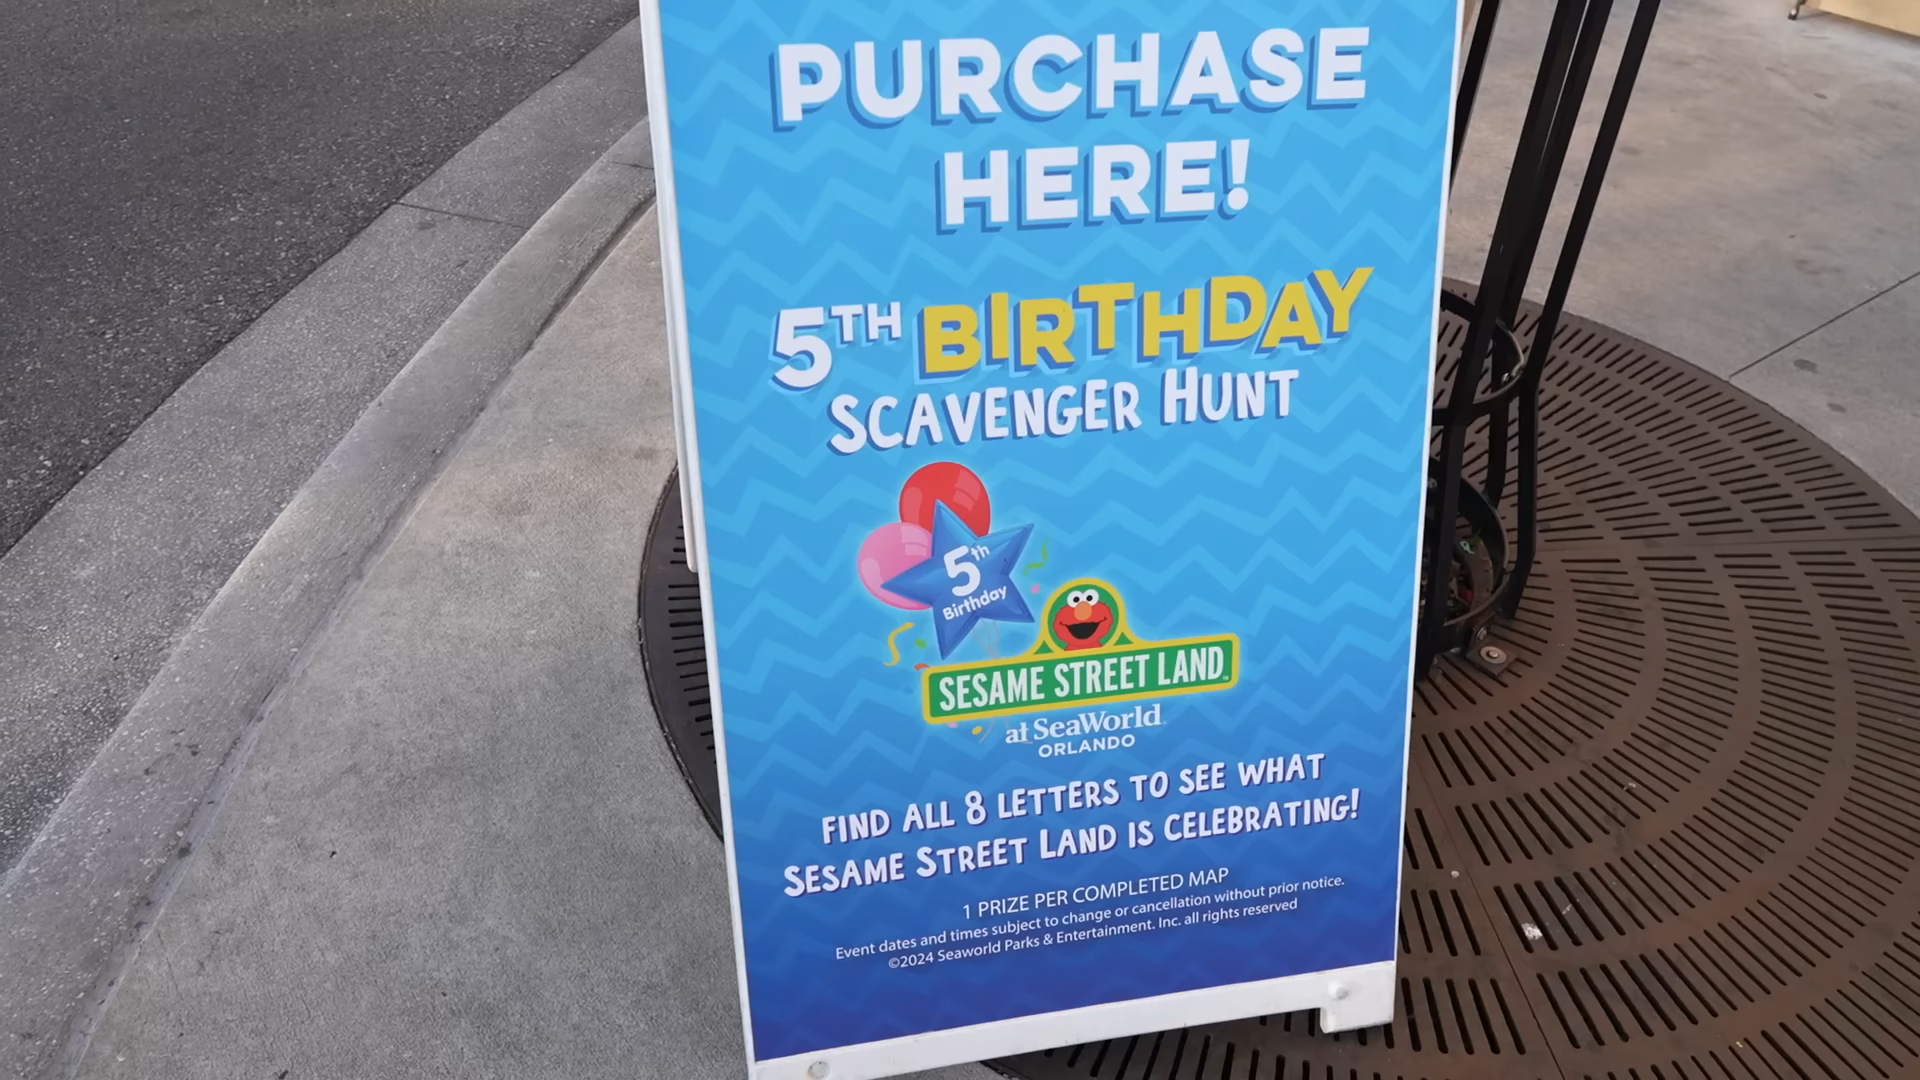 PURCHASE
HERE!
5TH BIRTHDAY
SCAVENGER HUNT
5th
Birthday
SESAME STREET LAND
at SeaWorld
ORLANDO
FIND ALL 8 LETTERS TO SEE WHAT
SESAME STREET LAND IS CELEBRATING!
1 PRIZE PER COMPLETED MAP
Event dates and times subject to change or cancellation without prior notice.
©2024 Seaworld Parks & Entertainment. Inc. all rights reserved